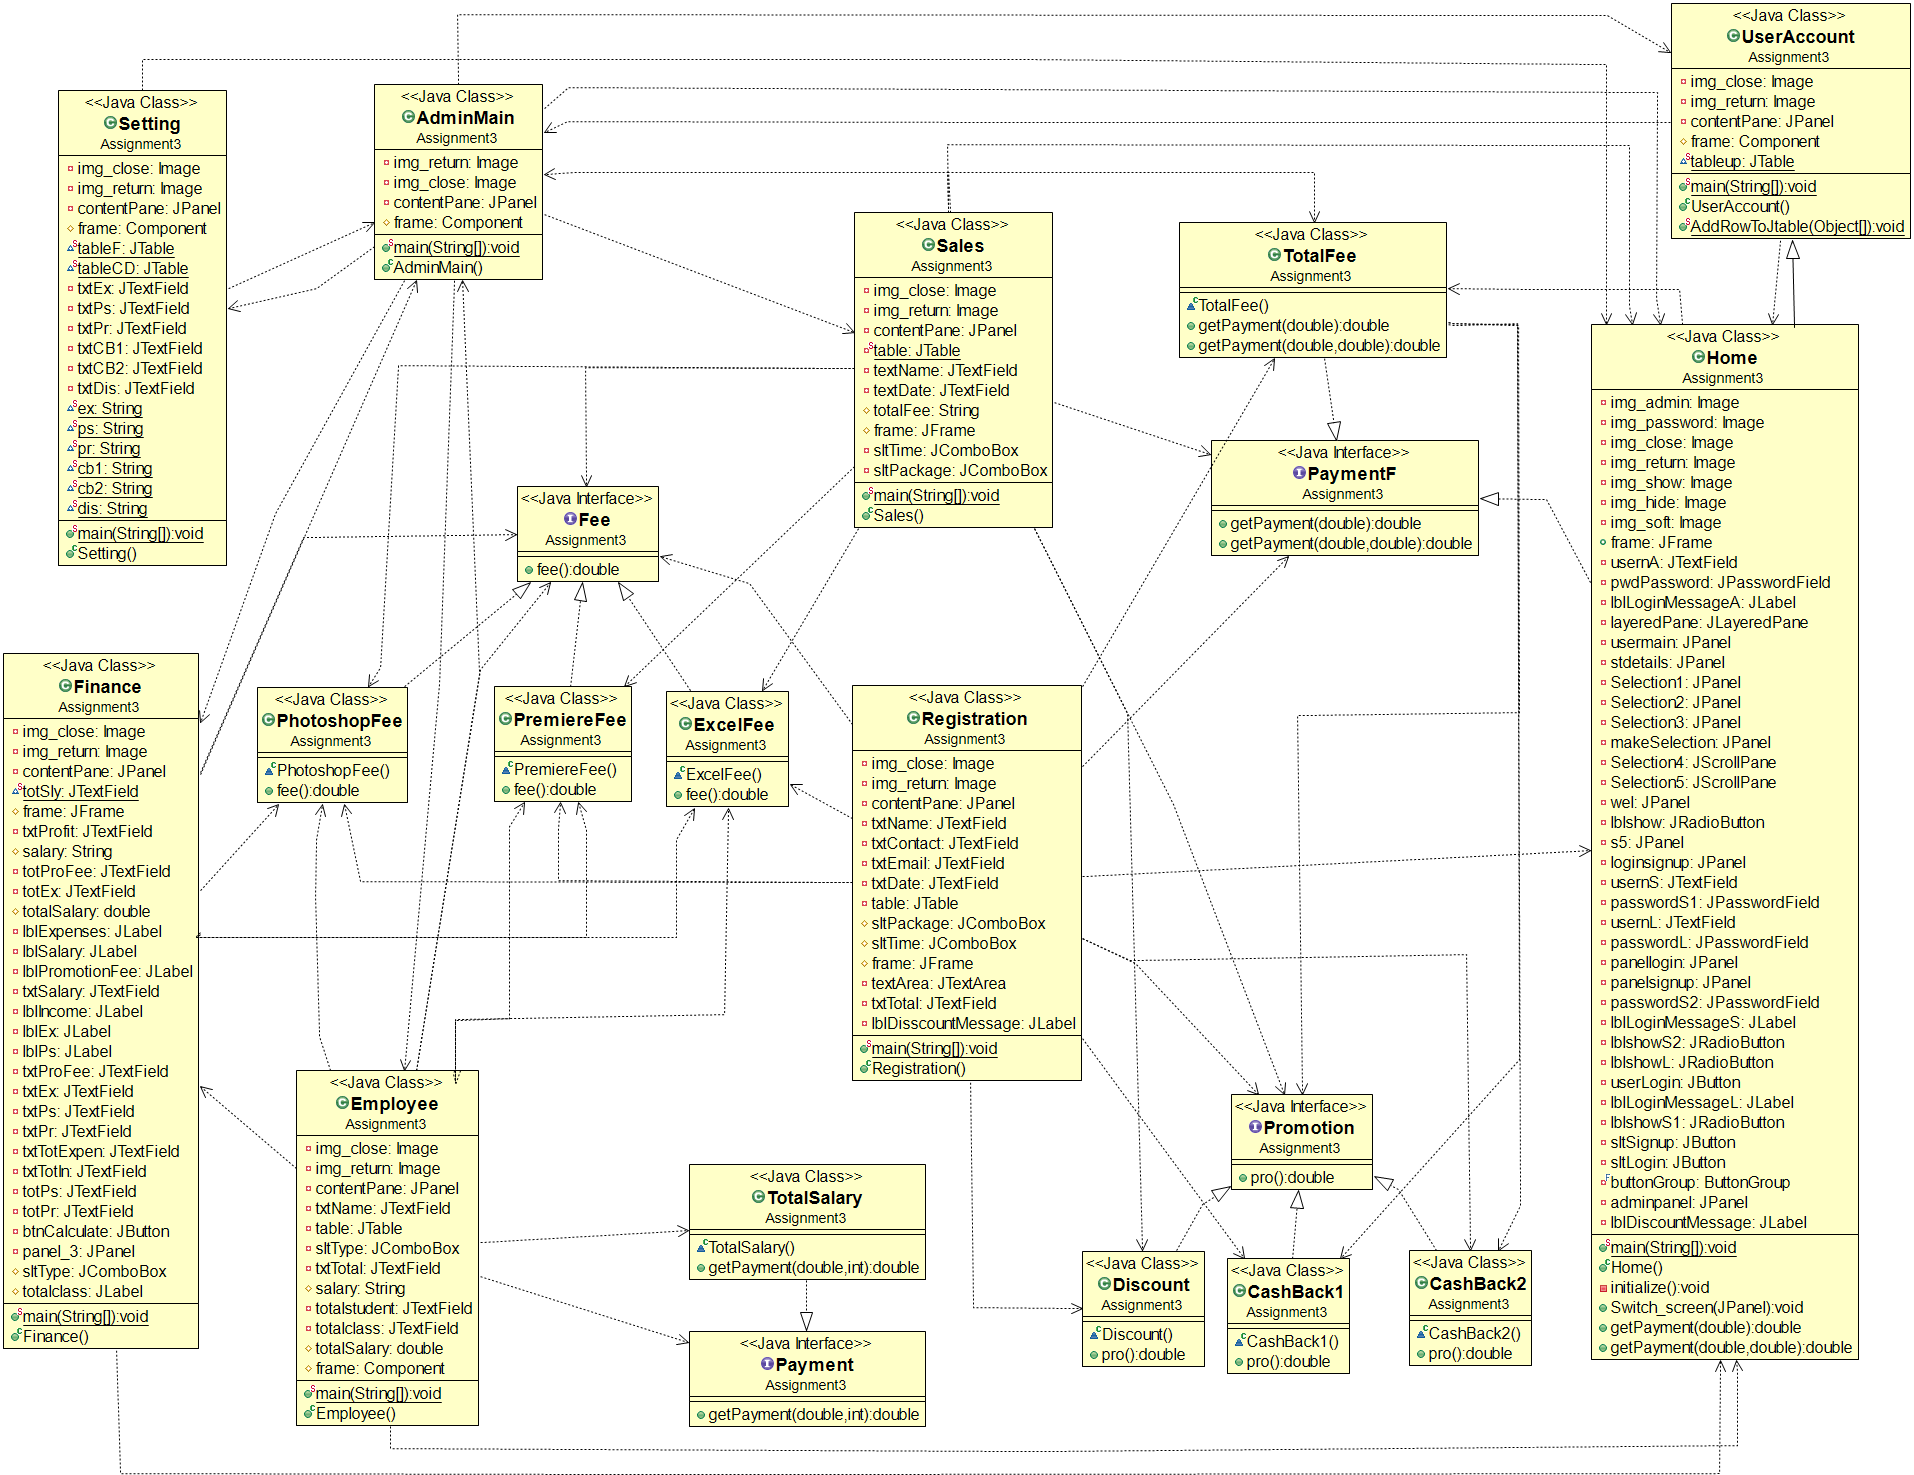 <<Java Class>>
UserAccount
Assignment3
img_close: Image
img_return: Image
contentPane: JPanel
frame: Component
tableup: JTable
main(String[]):void
UserAccount()
AddRowToJtable(Object[]):void
<<Java Class>>
Setting
Assignment3
img_close: Image
img_return: Image
contentPane: JPanel
frame: Component
tableF: JTable
tableCD: JTable
txtEx: JTextField
txtPs: JTextField
txtPr: JTextField
txtCB1: JTextField
txtCB2: JTextField
txtDis: JTextField
ex: String
ps: String
pr: String
cb1: String
cb2: String
dis: String
main(String[]):void
Setting()
<<Java Class>>
AdminMain
Assignment3
img_return: Image
img_close: Image
contentPane: JPanel
frame: Component
main(String[]):void
AdminMain()
<<Java Class>>
Sales
Assignment3
img_close: Image
img_return: Image
contentPane: JPanel
table: JTable
textName: JTextField
textDate: JTextField
totalFee: String
frame: JFrame
sltTime: JComboBox
sltPackage: JComboBox
main(String[]):void
Sales()
<<Java Class>>
TotalFee
Assignment3
TotalFee()
getPayment(double):double
getPayment(double,double):double
<<Java Class>>
Home
Assignment3
img_admin: Image
img_password: Image
img_close: Image
img_return: Image
img_show: Image
img_hide: Image
img_soft: Image
frame: JFrame
usernA: JTextField
pwdPassword: JPasswordField
lblLoginMessageA: JLabel
layeredPane: JLayeredPane
usermain: JPanel
stdetails: JPanel
Selection1: JPanel
Selection2: JPanel
Selection3: JPanel
makeSelection: JPanel
Selection4: JScrollPane
Selection5: JScrollPane
wel: JPanel
lblshow: JRadioButton
s5: JPanel
loginsignup: JPanel
usernS: JTextField
passwordS1: JPasswordField
usernL: JTextField
passwordL: JPasswordField
panellogin: JPanel
panelsignup: JPanel
passwordS2: JPasswordField
lblLoginMessageS: JLabel
lblshowS2: JRadioButton
lblshowL: JRadioButton
userLogin: JButton
lblLoginMessageL: JLabel
lblshowS1: JRadioButton
sltSignup: JButton
sltLogin: JButton
buttonGroup: ButtonGroup
adminpanel: JPanel
lblDiscountMessage: JLabel
main(String[]):void
Home()
initialize():void
Switch_screen(JPanel):void
getPayment(double):double
getPayment(double,double):double
<<Java Interface>>
PaymentF
Assignment3
getPayment(double):double
getPayment(double,double):double
<<Java Interface>>
Fee
Assignment3
fee():double
<<Java Class>>
Finance
Assignment3
img_close: Image
img_return: Image
contentPane: JPanel
totSly: JTextField
frame: JFrame
txtProfit: JTextField
salary: String
totProFee: JTextField
totEx: JTextField
totalSalary: double
lblExpenses: JLabel
lblSalary: JLabel
lblPromotionFee: JLabel
txtSalary: JTextField
lblIncome: JLabel
lblEx: JLabel
lblPs: JLabel
txtProFee: JTextField
txtEx: JTextField
txtPs: JTextField
txtPr: JTextField
txtTotExpen: JTextField
txtTotIn: JTextField
totPs: JTextField
totPr: JTextField
btnCalculate: JButton
panel_3: JPanel
sltType: JComboBox
totalclass: JLabel
main(String[]):void
Finance()
<<Java Class>>
PhotoshopFee
Assignment3
PhotoshopFee()
fee():double
<<Java Class>>
PremiereFee
Assignment3
PremiereFee()
fee():double
<<Java Class>>
ExcelFee
Assignment3
ExcelFee()
fee():double
<<Java Class>>
Registration
Assignment3
img_close: Image
img_return: Image
contentPane: JPanel
txtName: JTextField
txtContact: JTextField
txtEmail: JTextField
txtDate: JTextField
table: JTable
sltPackage: JComboBox
sltTime: JComboBox
frame: JFrame
textArea: JTextArea
txtTotal: JTextField
lblDisscountMessage: JLabel
main(String[]):void
Registration()
<<Java Class>>
Employee
Assignment3
img_close: Image
img_return: Image
contentPane: JPanel
txtName: JTextField
table: JTable
sltType: JComboBox
txtTotal: JTextField
salary: String
totalstudent: JTextField
totalclass: JTextField
totalSalary: double
frame: Component
main(String[]):void
Employee()
<<Java Class>>
TotalSalary
Assignment3
TotalSalary()
getPayment(double,int):double
<<Java Interface>>
Payment
Assignment3
getPayment(double,int):double
<<Java Interface>>
Promotion
Assignment3
pro():double
<<Java Class>>
Discount
Assignment3
Discount()
pro():double
<<Java Class>>
CashBack1
Assignment3
CashBack1()
pro():double
<<Java Class>>
CashBack2
Assignment3
CashBack2()
pro():double